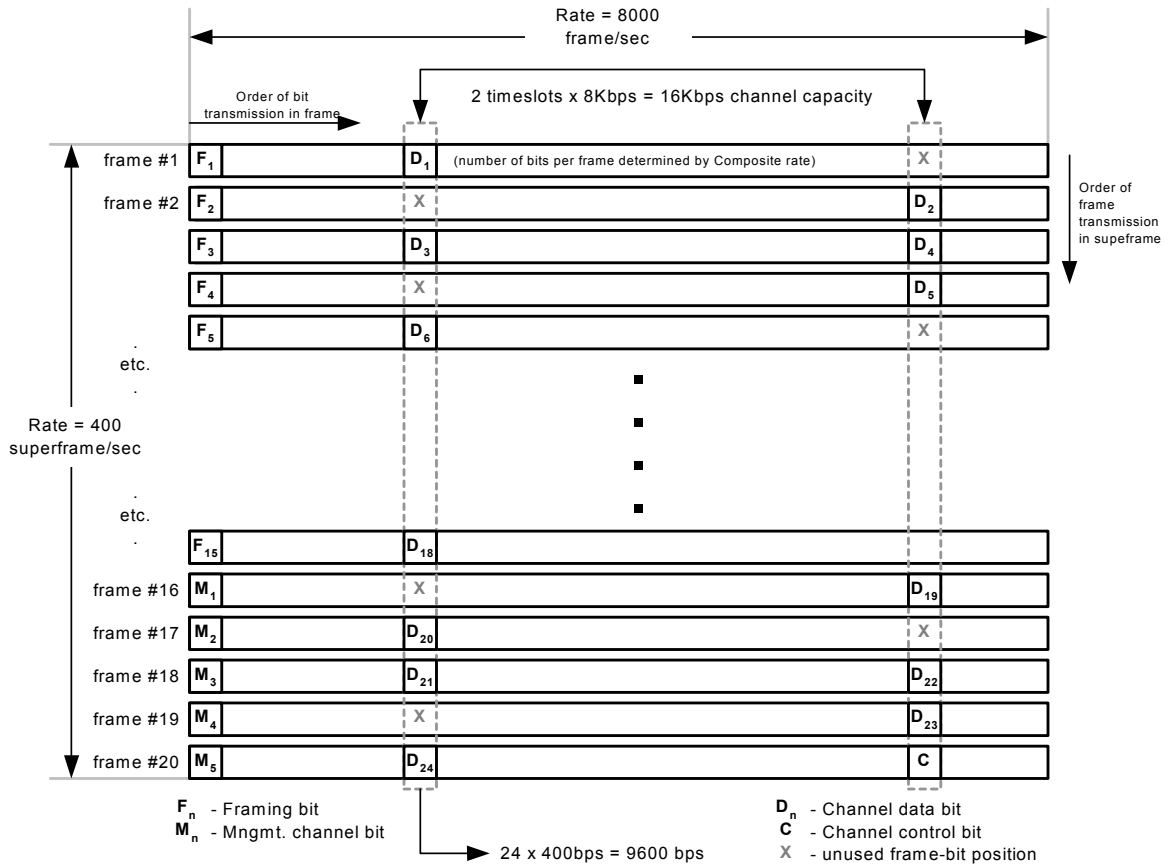 Rate = 8000
frame/sec
2 timeslots x 8Kbps = 16Kbps channel capacity
Order of bit
transmission in frame
frame #1 F1 D1 (number of bits per frame determined by Composite rate) X
frame #2 F2 X D2
F3 D3 D4
F4 X D5
F5 D6 X
Order of
frame
transmission
in supeframe
.
etc.
.
Rate = 400
superframe/sec
.
etc.
.
F15 D18
frame #16 M1 X D19
frame #17 M2 D20 X
frame #18 M3 D21 D22
frame #19 M4 X D23
frame #20 M5 D24 C
Fn - Framing bit
Mn - Mngmt. channel bit
24 x 400bps = 9600 bps
Dn - Channel data bit
C - Channel control bit
X - unused frame-bit position